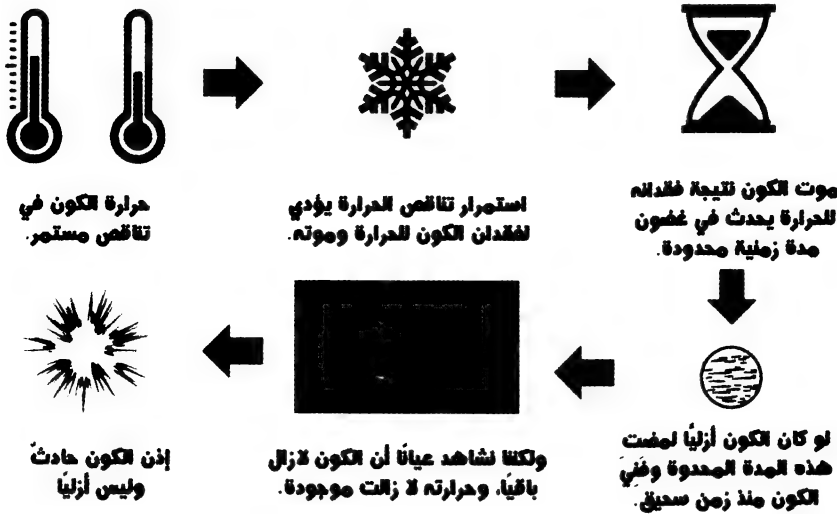 حرارة الكون في
تناقص مستمر.
استمرار تناقص الحرارة يؤدي
لفقدان الكون للحرارة وموته.
موت الكون نتيجة فقدانه
للحرارة يحدث في غضون
مدة زمنية محدودة.
لو كان الكون أزليًا لمضت
هذه المدة المحدوة وفَنِيَ
الكون منذ زمن سحيق.
ولكننا نشاهد عيانًا أن الكون لازال
باقيًا، وحرارته لا زالت موجودة.
إذن الكون حادثٌ
وليس أزليًا